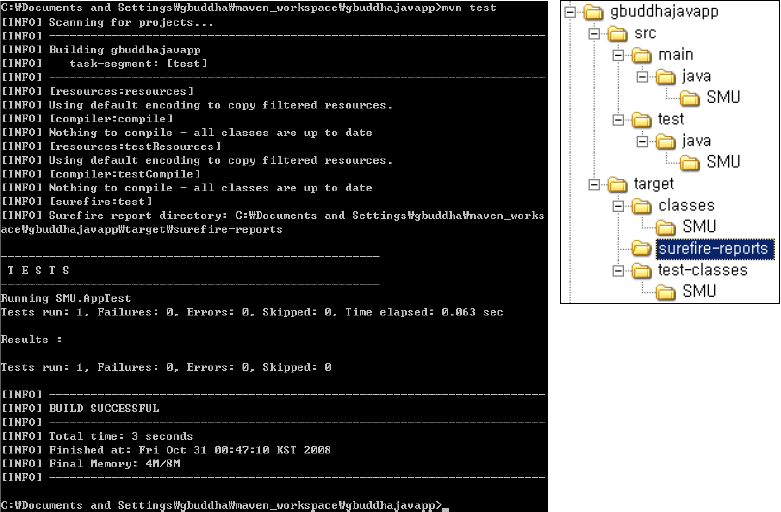 C:₩Documents and Settings₩gbuddha₩maven_workspace₩gbuddhajavapp>mvn test
[INFO] Scanning for projects...
[INFO] ------------------------------------------------------------------------
[INFO] Building gbuddhajavapp
[INFO]    task-segment: [test]
[INFO] ------------------------------------------------------------------------
[INFO] [resources:resources]
[INFO] Using default encoding to copy filtered resources.
[INFO] [compiler:compile]
[INFO] Nothing to compile - all classes are up to date
[INFO] [resources:testResources]
[INFO] Using default encoding to copy filtered resources.
[INFO] [compiler:testCompile]
[INFO] Nothing to compile - all classes are up to date
[INFO] [surefire:test]
[INFO] Surefire report directory: C:₩Documents and Settings₩gbuddha₩maven_works
ace₩gbuddhajavapp₩target₩surefire-reports
-------------------------------------------------------
T E S T S
-------------------------------------------------------
Running SMU.AppTest
Tests run: 1, Failures: 0, Errors: 0, Skipped: 0, Time elapsed: 0.063 sec
Results :
Tests run: 1, Failures: 0, Errors: 0, Skipped: 0
[INFO] ------------------------------------------------------------------------
[INFO] BUILD SUCCESSFUL
[INFO] ------------------------------------------------------------------------
[INFO] Total time: 3 seconds
[INFO] Finished at: Fri Oct 31 00:47:10 KST 2008
[INFO] Final Memory: 4M/8M
[INFO] ------------------------------------------------------------------------
C:₩Documents and Settings₩gbuddha₩maven_workspace₩gbuddhajavapp>
gbuddhajavapp
src
main
java
SMU
test
java
SMU
target
classes
SMU
surefire-reports
test-classes
SMU